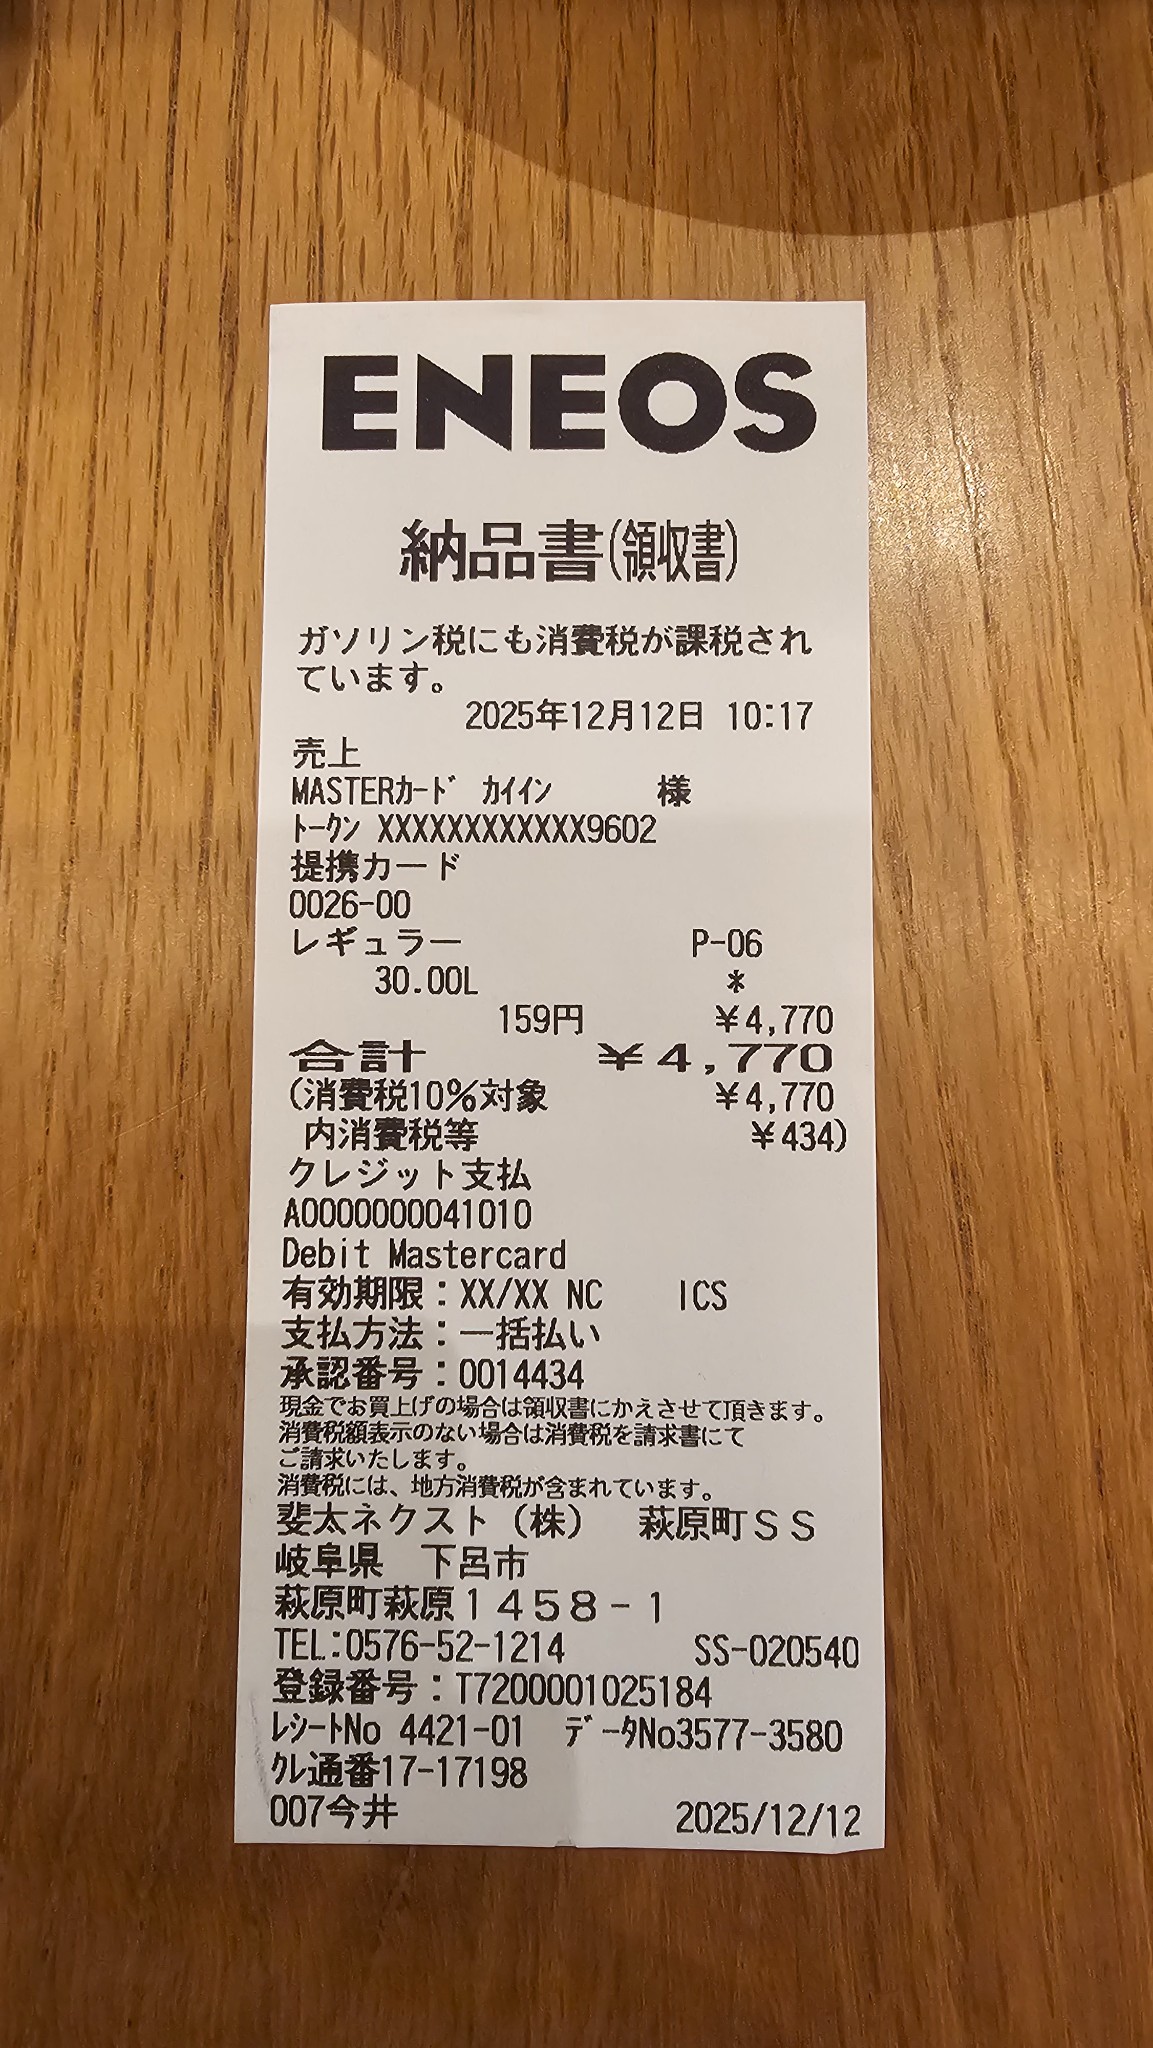 ENEOS
納品書(領収書)
ガソリン税にも消費税が課税され
ています。
2025年12月12日 10:17
売上
MASTERｶｰﾄﾞ ｶｲｲﾝ 様
ﾄｰｸﾝ XXXXXXXXXXXX9602
提携カード
0026-00
レギュラー P-06
30.00L *
159円 ¥4,770
合計 ¥4,770
(消費税10%対象 ¥4,770
内消費税等 ¥434)
クレジット支払
A0000000041010
Debit Mastercard
有効期限:XX/XX NC ICS
支払方法:一括払い
承認番号:0014434
現金でお買上げの場合は領収書にかえさせて頂きます。
消費税額表示のない場合は消費税を請求書にて
ご請求いたします。
消費税には、地方消費税が含まれています。
斐太ネクスト(株) 萩原町SS
岐阜県 下呂市
萩原町萩原1458-1
TEL:0576-52-1214 SS-020540
登録番号:T7200001025184
ﾚｼｰﾄNo 4421-01 ﾃﾞｰﾀNo3577-3580
ｸﾚ通番17-17198
007今井 2025/12/12